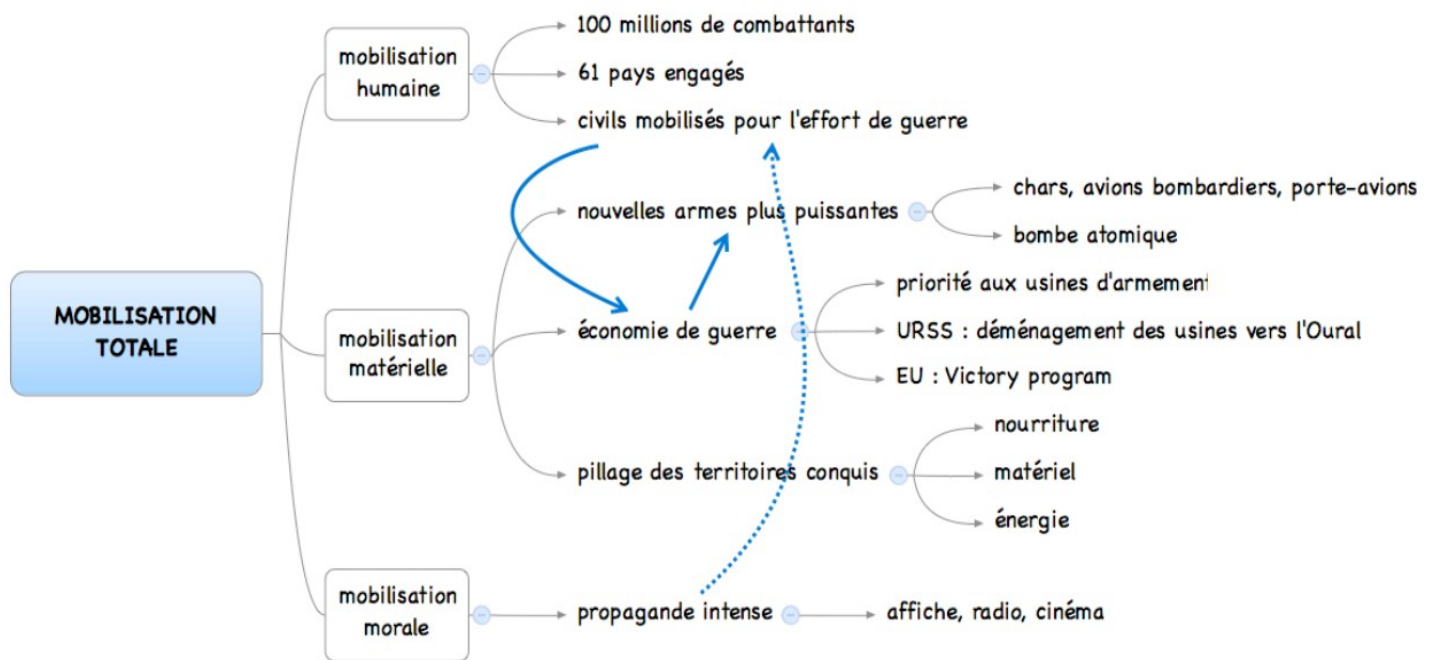 100 millions de combattants
mobilisation
humaine
61 pays engagés
civils mobilisés pour l'effort de guerre
chars, avions bombardiers, porte-avions
nouvelles armes plus puissantes
bombe atomique
priorité aux usines d'armement
MOBILISATION
TOTALE
mobilisation
matérielle
économie de guerre
URSS : déménagement des usines vers l'Oural
EU : Victory program
nourriture
pillage des territoires conquis
matériel
énergie
mobilisation
morale
propagande intense
affiche, radio, cinéma